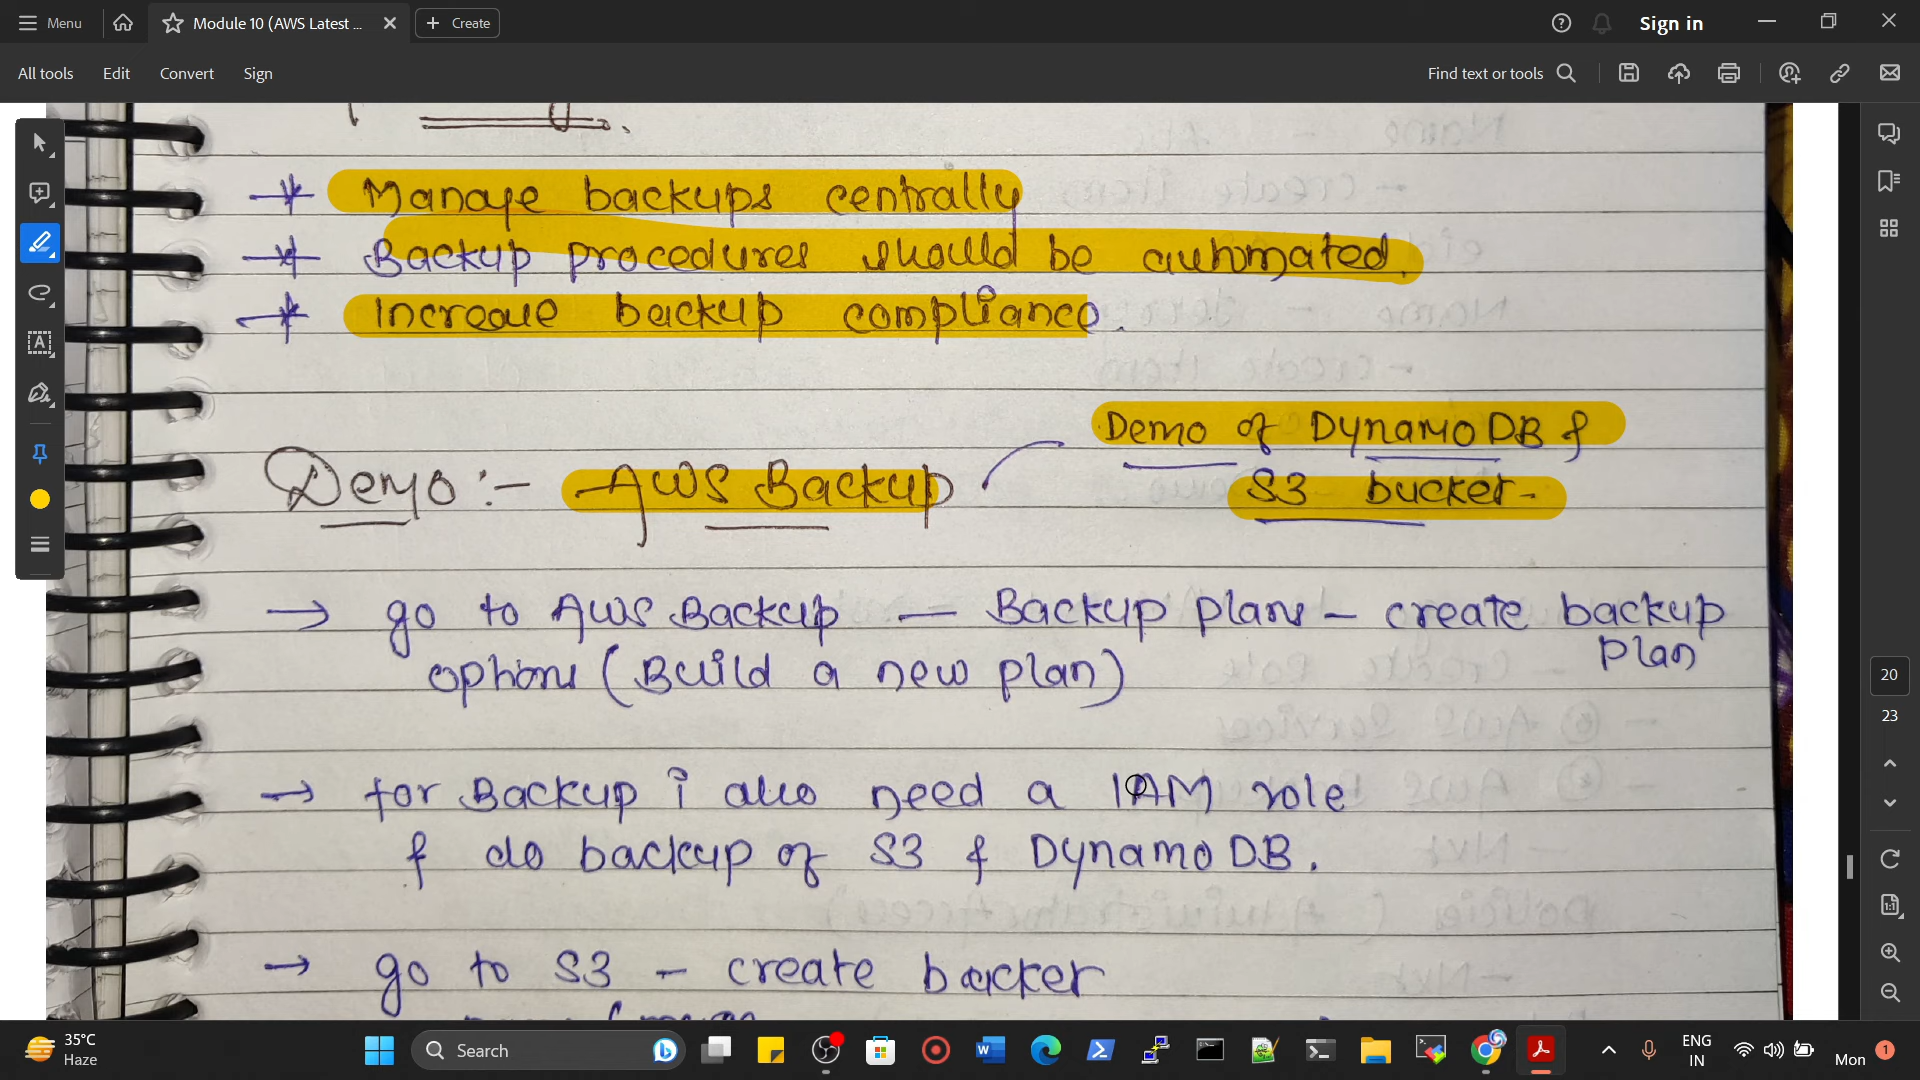 Menu
Module 10 (AWS Latest ...
Create
Sign in
All tools
Edit
Convert
Sign
Find text or tools
Manage backups centrally
Backup procedures should be automated.
Increase backup compliance.
Demo of DynamoDB &
Demo :- AWS Backup
S3 bucket -
→ go to AWS Backup — Backup plans - create backup
plan
options (Build a new plan)
→ for Backup i also need a IAM role
& do backup of S3 & DynamoDB.
→ go to S3 - create bucket
20
23
35°C
Haze
Search
ENG
IN
Mon
1